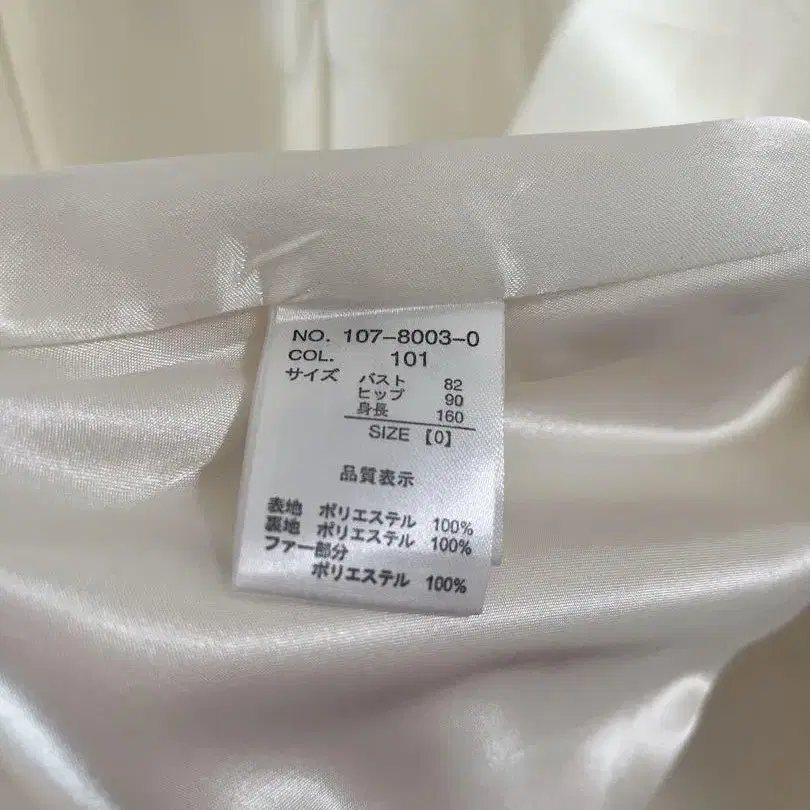 NO. 107-8003-0
COL. 101
サイズ バスト 82
ヒップ 90
身長 160
SIZE 【0】
品質表示
表地 ポリエステル 100%
裏地 ポリエステル 100%
ファー部分
ポリエステル 100%